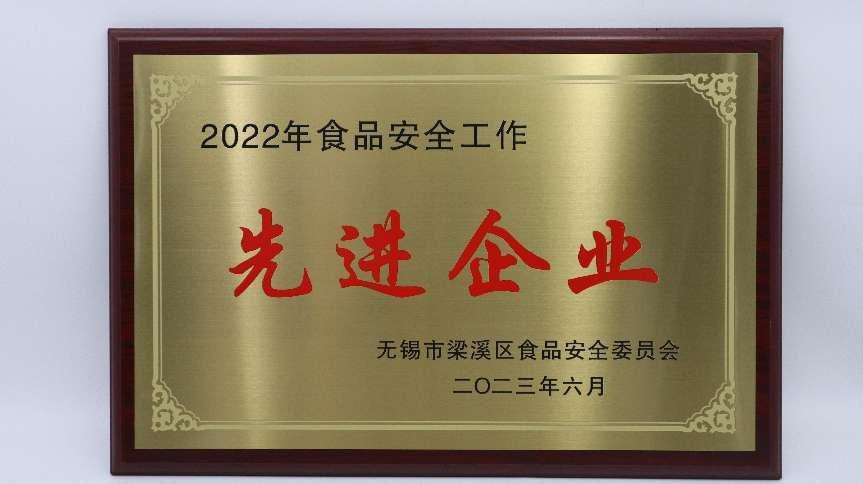 2022年食品安全工作
先进企业
无锡市梁溪区食品安全委员会
二〇二三年六月